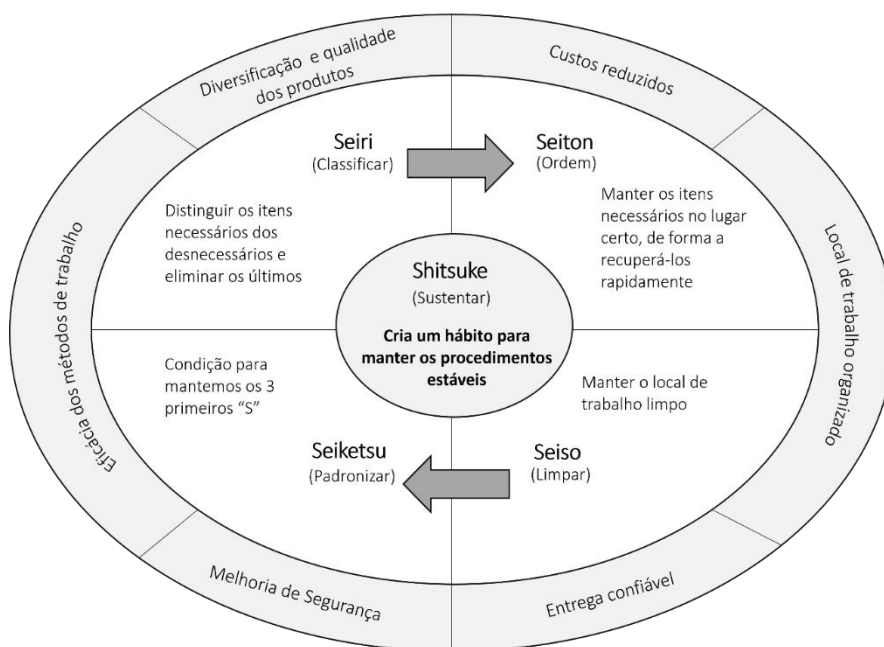 Diversificação e qualidade
dos produtos
Custos reduzidos
Seiri
(Classificar)
Seiton
(Ordem)
Distinguir os itens
necessários dos
desnecessários e
eliminar os últimos
Manter os itens
necessários no lugar
certo, de forma a
recuperá-los
rapidamente
Eficácia dos métodos de trabalho
Local de trabalho organizado
Shitsuke
(Sustentar)
Cria um hábito para
manter os procedimentos
estáveis
Condição para
mantemos os 3
primeiros “S”
Manter o local de
trabalho limpo
Seiketsu
(Padronizar)
Seiso
(Limpar)
Melhoria de Segurança
Entrega confiável